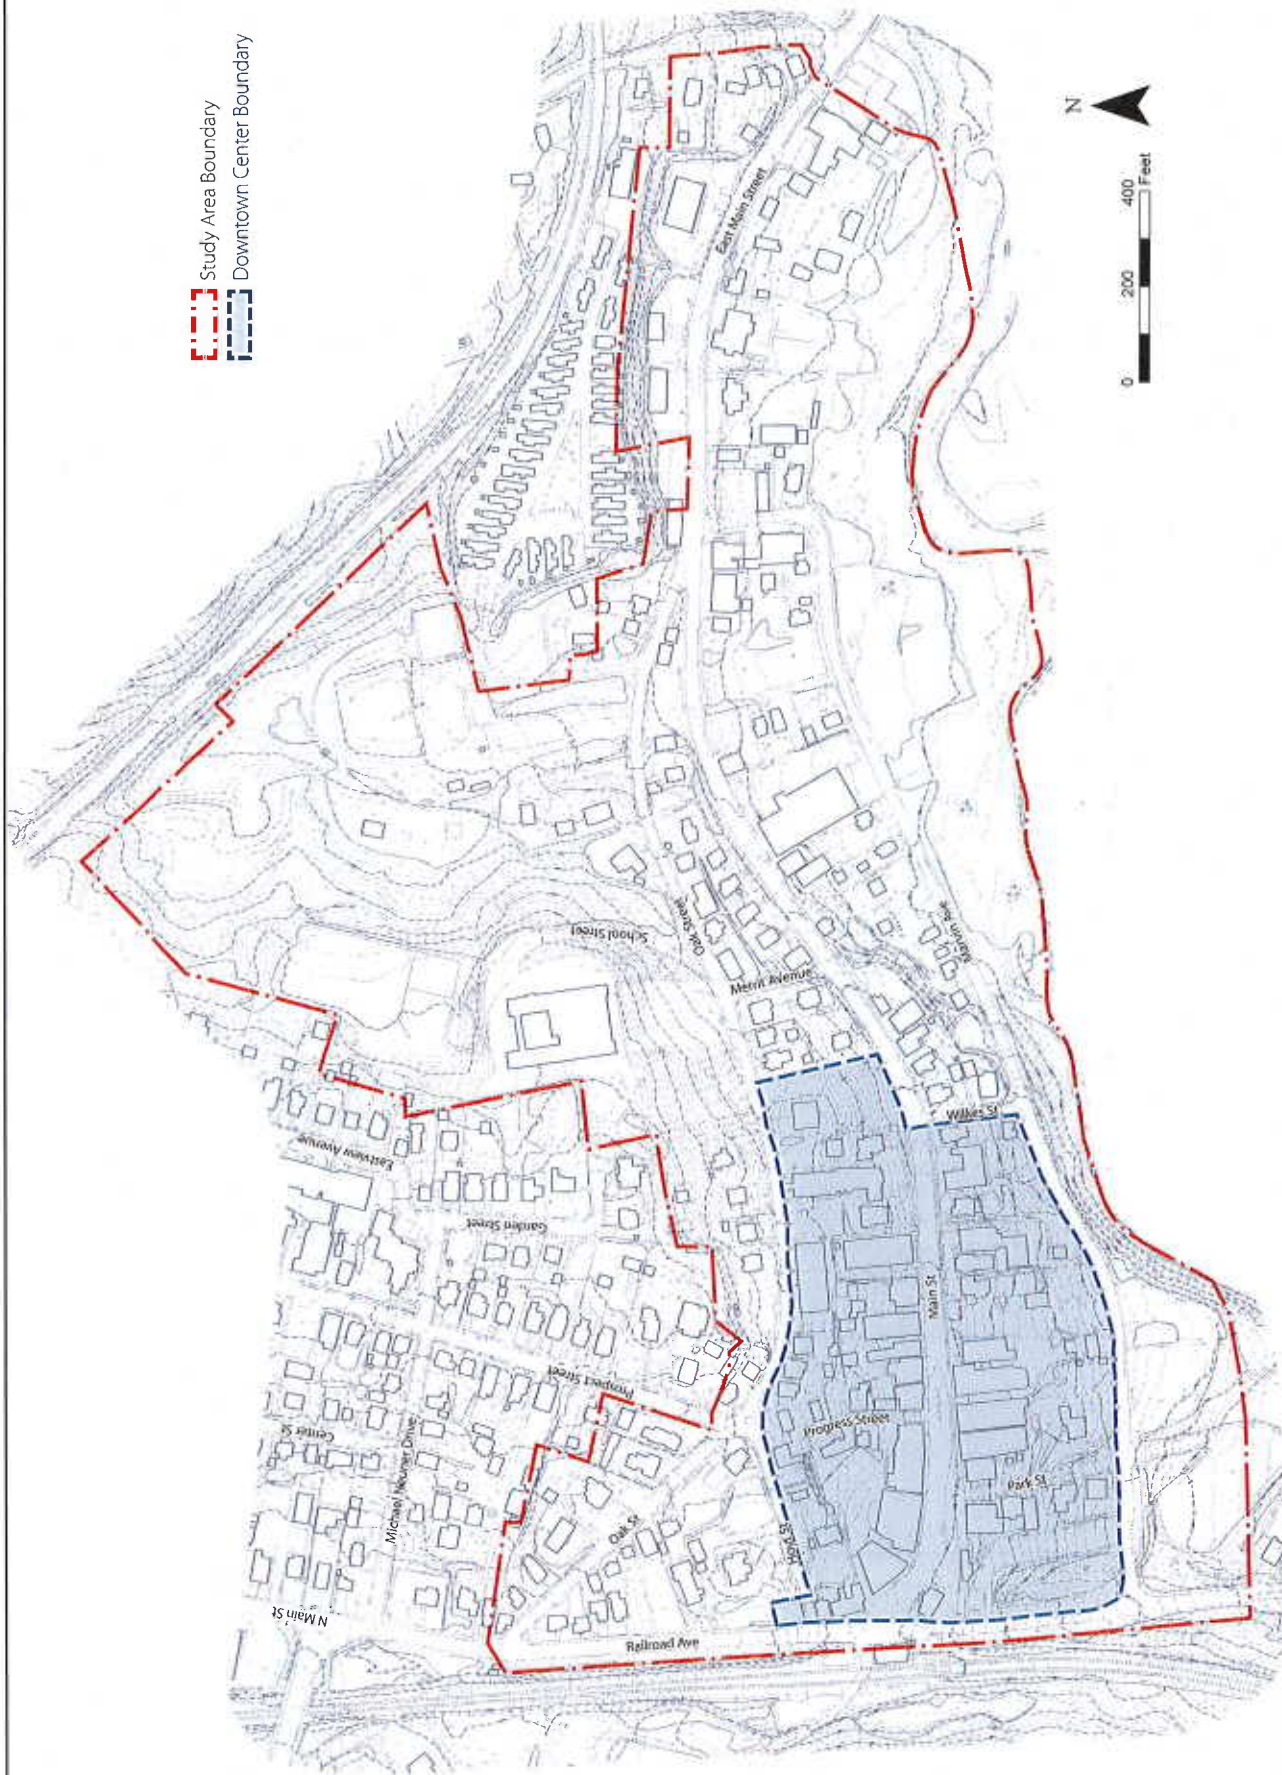 Study Area Boundary
Downtown Center Boundary
N
0 200 400
Feet
East Main Street
School Street
Oak Street
Merrit Avenue
Marvin Ave
Eastview Avenue
Garden Street
Wilkes St
Prospect Street
Main St
Center St
Michael Neuner Drive
Progress Street
Park St
Oak St
N Main St
Railroad Ave